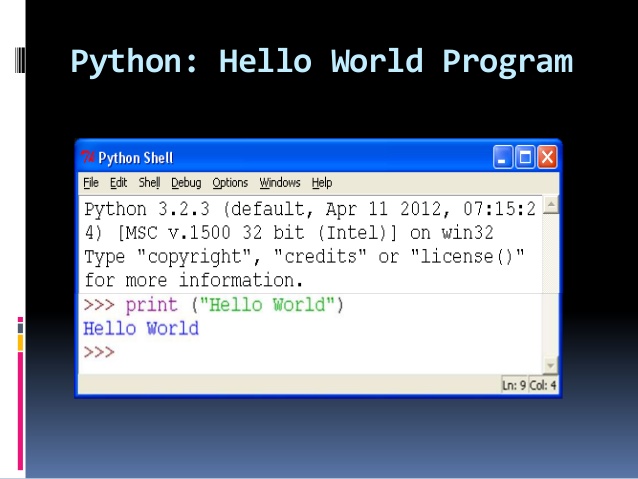 Python: Hello World Program
Python Shell
File Edit Shell Debug Options Windows Help
Python 3.2.3 (default, Apr 11 2012, 07:15:2
4) [MSC v.1500 32 bit (Intel)] on win32
Type "copyright", "credits" or "license()"
for more information.
>>> print ("Hello World")
Hello World
>>>
Ln: 9 Col: 4